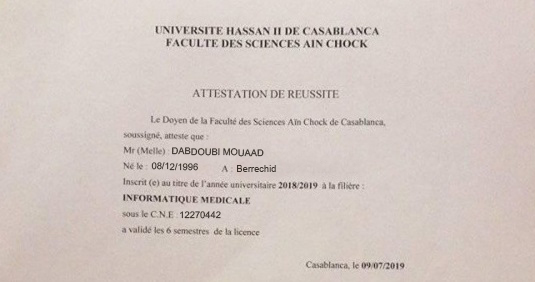 UNIVERSITE HASSAN II DE CASABLANCA
FACULTE DES SCIENCES AIN CHOCK
ATTESTATION DE REUSSITE
Le Doyen de la Faculté des Sciences Aïn Chock de Casablanca,
soussigné, atteste que :
Mr (Melle) : DABDOUBI MOUAAD
Né le : 08/12/1996 A : Berrechid
Inscrit (e) au titre de l'année universitaire 2018/2019 à la filière :
INFORMATIQUE MEDICALE
sous le C.N.E : 12270442
a validé les 6 semestres de la licence
Casablanca, le 09/07/2019